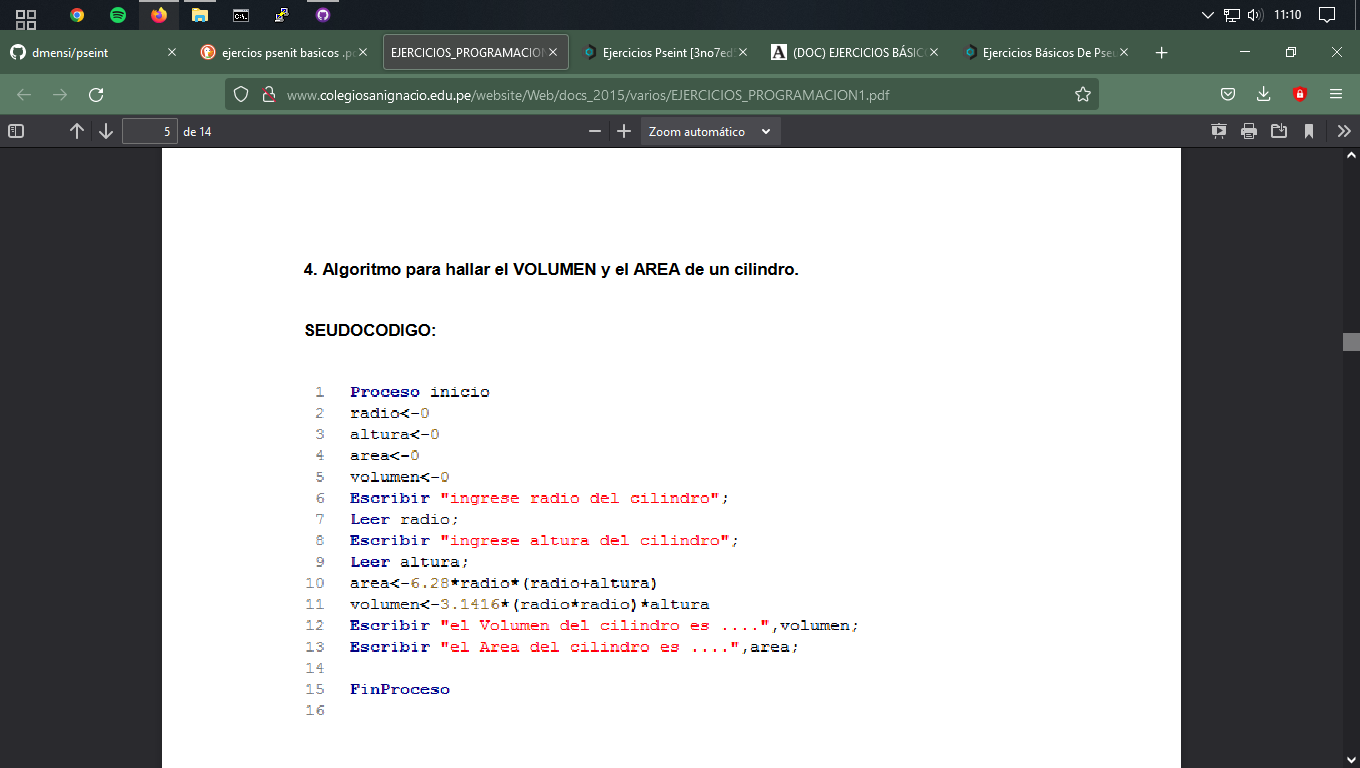 11:10
dmensi/pseint
ejercios psenit basicos .pd
EJERCICIOS_PROGRAMACION
Ejercicios Pseint [3no7ed5
(DOC) EJERCICIOS BÁSIC
Ejercicios Básicos De Pseu
www.colegiosanignacio.edu.pe/website/Web/docs_2015/varios/EJERCICIOS_PROGRAMACION1.pdf
5 de 14
Zoom automático
4. Algoritmo para hallar el VOLUMEN y el AREA de un cilindro.
SEUDOCODIGO:
1 Proceso inicio
2 radio<-0
3 altura<-0
4 area<-0
5 volumen<-0
6 Escribir "ingrese radio del cilindro";
7 Leer radio;
8 Escribir "ingrese altura del cilindro";
9 Leer altura;
10 area<-6.28*radio*(radio+altura)
11 volumen<-3.1416*(radio*radio)*altura
12 Escribir "el Volumen del cilindro es ....",volumen;
13 Escribir "el Area del cilindro es ....",area;
14
15 FinProceso
16